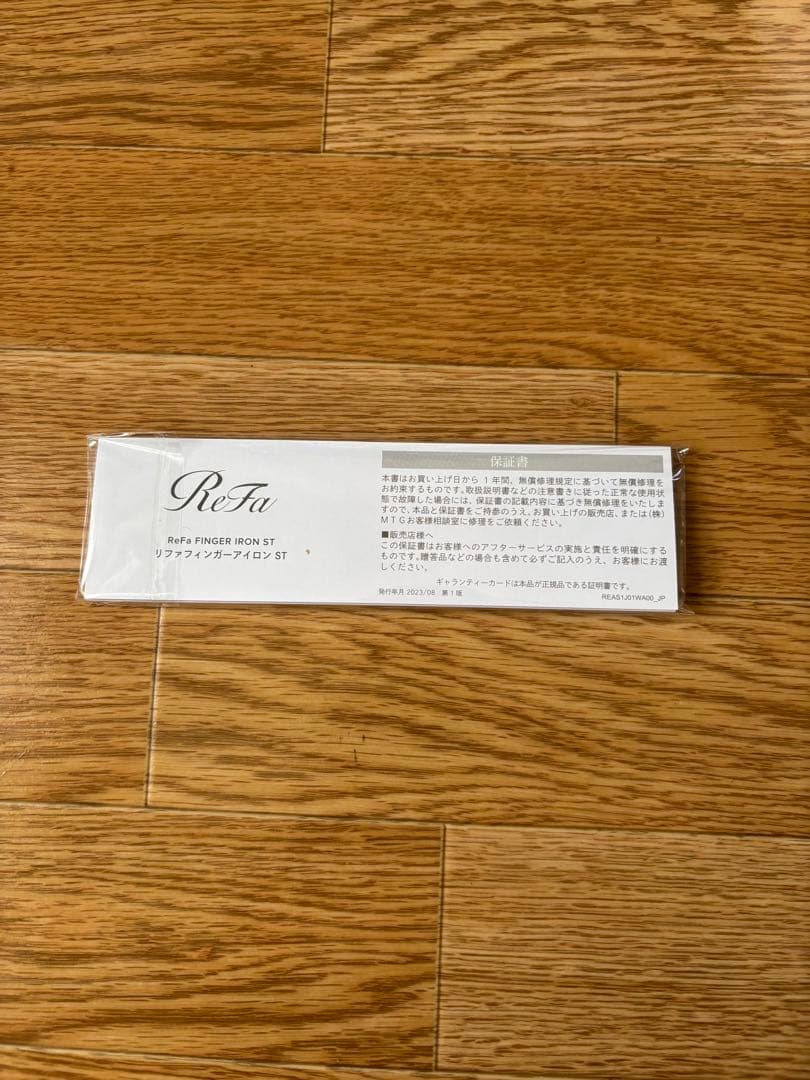 ReFa
ReFa FINGER IRON ST
リファフィンガーアイロン ST
保証書
本書はお買い上げ日から 1 年間、無償修理規定に基づいて無償修理を
お約束するものです。取扱説明書などの注意書きに従った正常な使用状
態で故障した場合には、保証書の記載内容に基づき無償修理をいたしま
すので、本品と保証書をご持参のうえ、お買い上げの販売店、または(株)
MTGお客様相談室に修理をご依頼ください。
■販売店様へ
この保証書はお客様へのアフターサービスの実施と責任を明確にする
ものです。贈答品などの場合も含めて必ずご記入のうえ、お客様にお渡
しください。
ギャランティーカードは本品が正規品である証明書です。
発行年月 2023/08 第1版
REAS1J01WA00_JP